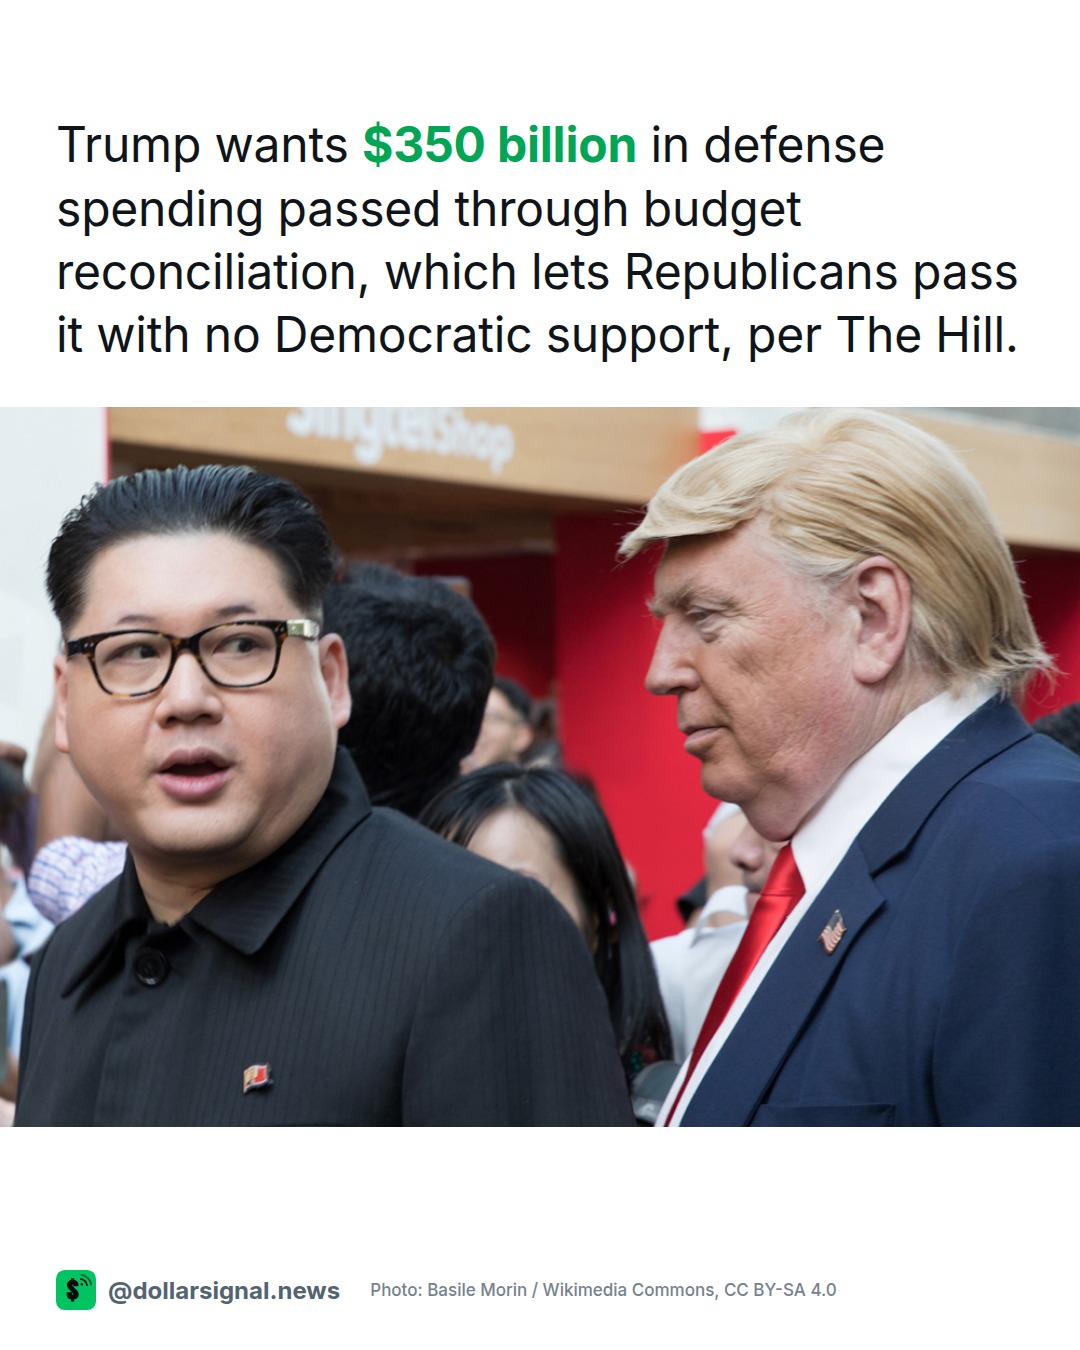 Trump wants $350 billion in defense
spending passed through budget
reconciliation, which lets Republicans pass
it with no Democratic support, per The Hill.
Singtelshop
@dollarsignal.news
Photo: Basile Morin / Wikimedia Commons, CC BY-SA 4.0